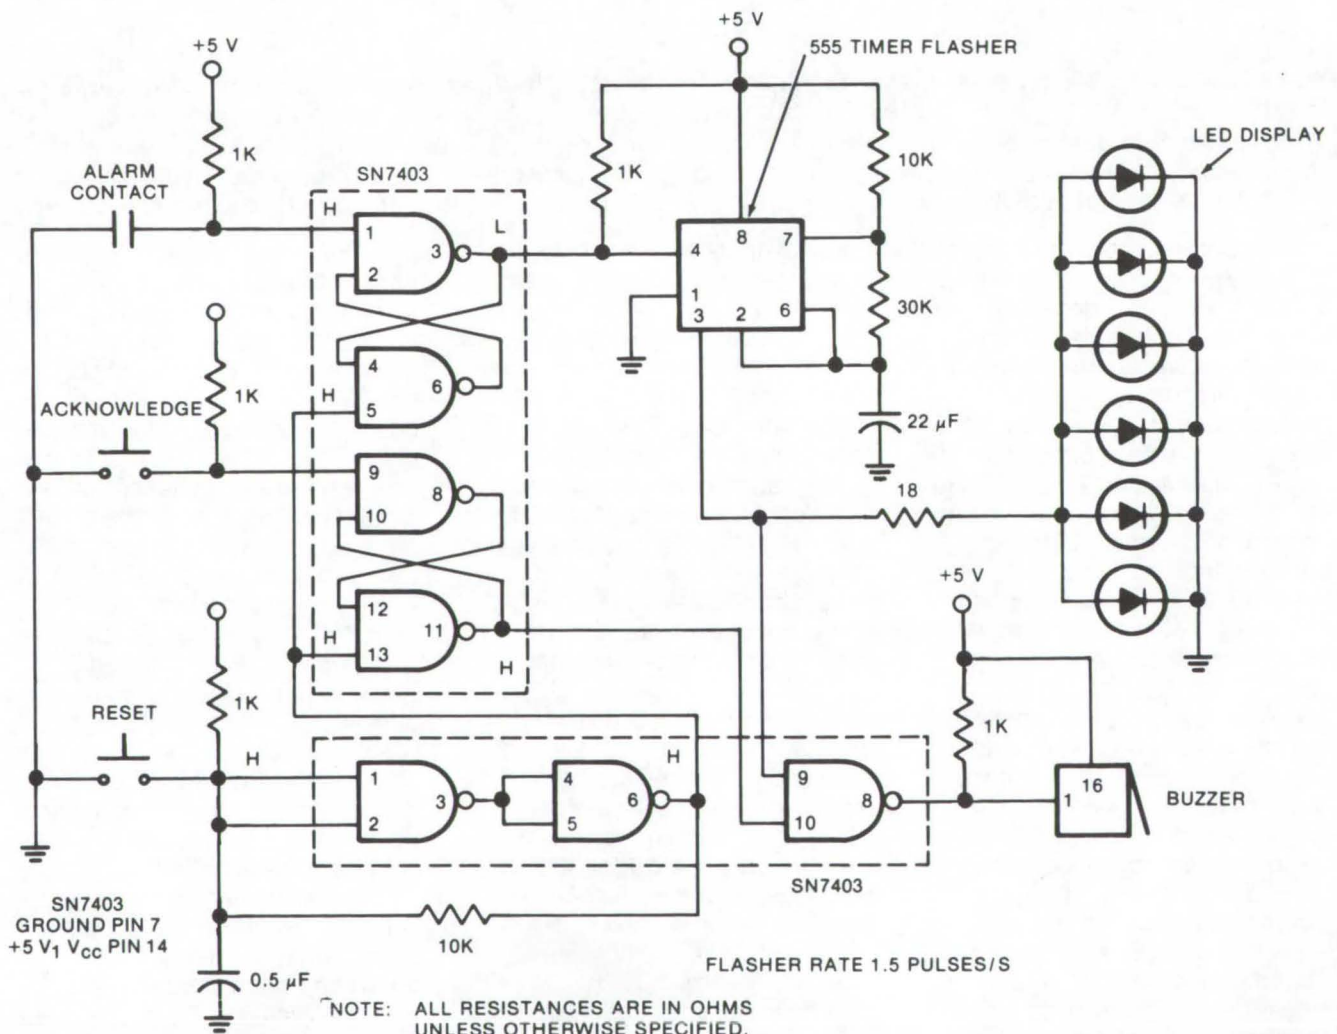 +5 V
555 TIMER FLASHER
+5 V
LED DISPLAY
1K
ALARM
CONTACT
SN7403
1K
10K
H
1
2
3
L
4
8
7
1
3
2
6
30K
1K
ACKNOWLEDGE
4
5
6
H
22 µF
9
10
8
18
12
13
11
H
H
+5 V
1K
RESET
H
1
2
3
4
5
6
H
9
10
8
1K
16
1
BUZZER
SN7403
SN7403
GROUND PIN 7
+5 V₁ Vcc PIN 14
10K
0.5 µF
FLASHER RATE 1.5 PULSES/S
NOTE: ALL RESISTANCES ARE IN OHMS
UNLESS OTHERWISE SPECIFIED.